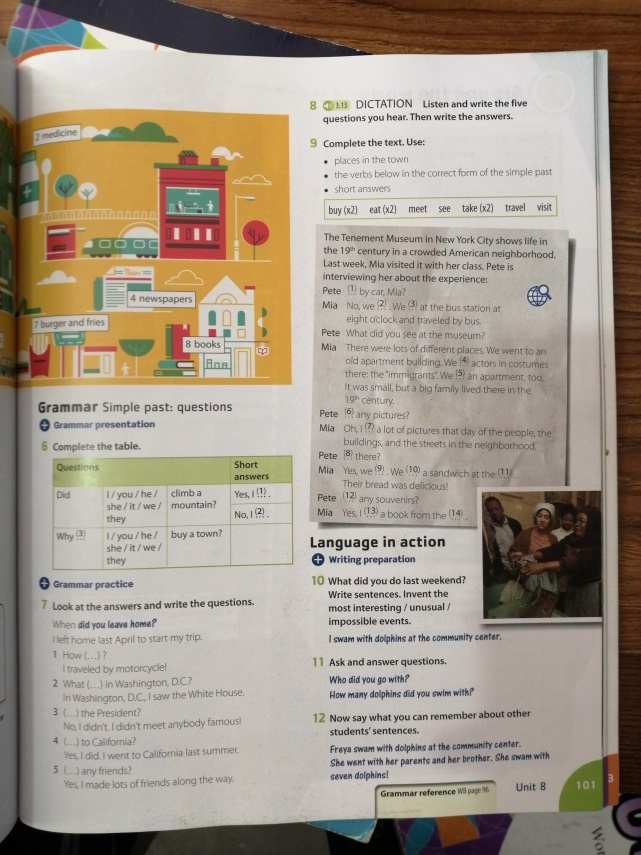 2 medicine
4 newspapers
7 burger and fries
8 books
Grammar Simple past: questions
Grammar presentation
6 Complete the table.
Questions Short answers
Did I / you / he / she / it / we / they climb a mountain? Yes, I (1) .
No, I (2) .
Why (3) I / you / he / she / it / we / they buy a town?
Grammar practice
7 Look at the answers and write the questions.
When did you leave home?
I left home last April to start my trip.
1 How (...) ?
I traveled by motorcycle!
2 What (...) in Washington, D.C.?
In Washington, D.C., I saw the White House.
3 (...) the President?
No, I didn't. I didn't meet anybody famous!
4 (...) to California?
Yes, I did. I went to California last summer.
5 (...) any friends?
Yes, I made lots of friends along the way.
8 3.13 DICTATION Listen and write the five
questions you hear. Then write the answers.
9 Complete the text. Use:
• places in the town
• the verbs below in the correct form of the simple past
• short answers
buy (x2) eat (x2) meet see take (x2) travel visit
The Tenement Museum in New York City shows life in
the 19th century in a crowded American neighborhood.
Last week, Mia visited it with her class. Pete is
interviewing her about the experience:
Pete (1) by car, Mia?
Mia No, we (2) . We (3) at the bus station at
eight o'clock and traveled by bus.
Pete What did you see at the museum?
Mia There were lots of different places. We went to an
old apartment building. We (4) actors in costumes
there: the "immigrants". We (5) an apartment, too.
It was small, but a big family lived there in the
19th century.
Pete (6) any pictures?
Mia Oh, I (7) a lot of pictures that day of the people, the
buildings, and the streets in the neighborhood.
Pete (8) there?
Mia Yes, we (9) . We (10) a sandwich at the (11) .
Their bread was delicious!
Pete (12) any souvenirs?
Mia Yes, I (13) a book from the (14) .
Language in action
Writing preparation
10 What did you do last weekend?
Write sentences. Invent the
most interesting / unusual /
impossible events.
I swam with dolphins at the community center.
11 Ask and answer questions.
Who did you go with?
How many dolphins did you swim with?
12 Now say what you can remember about other
students' sentences.
Freya swam with dolphins at the community center.
She went with her parents and her brother. She swam with
seven dolphins!
Grammar reference WB page 96
Unit 8 101